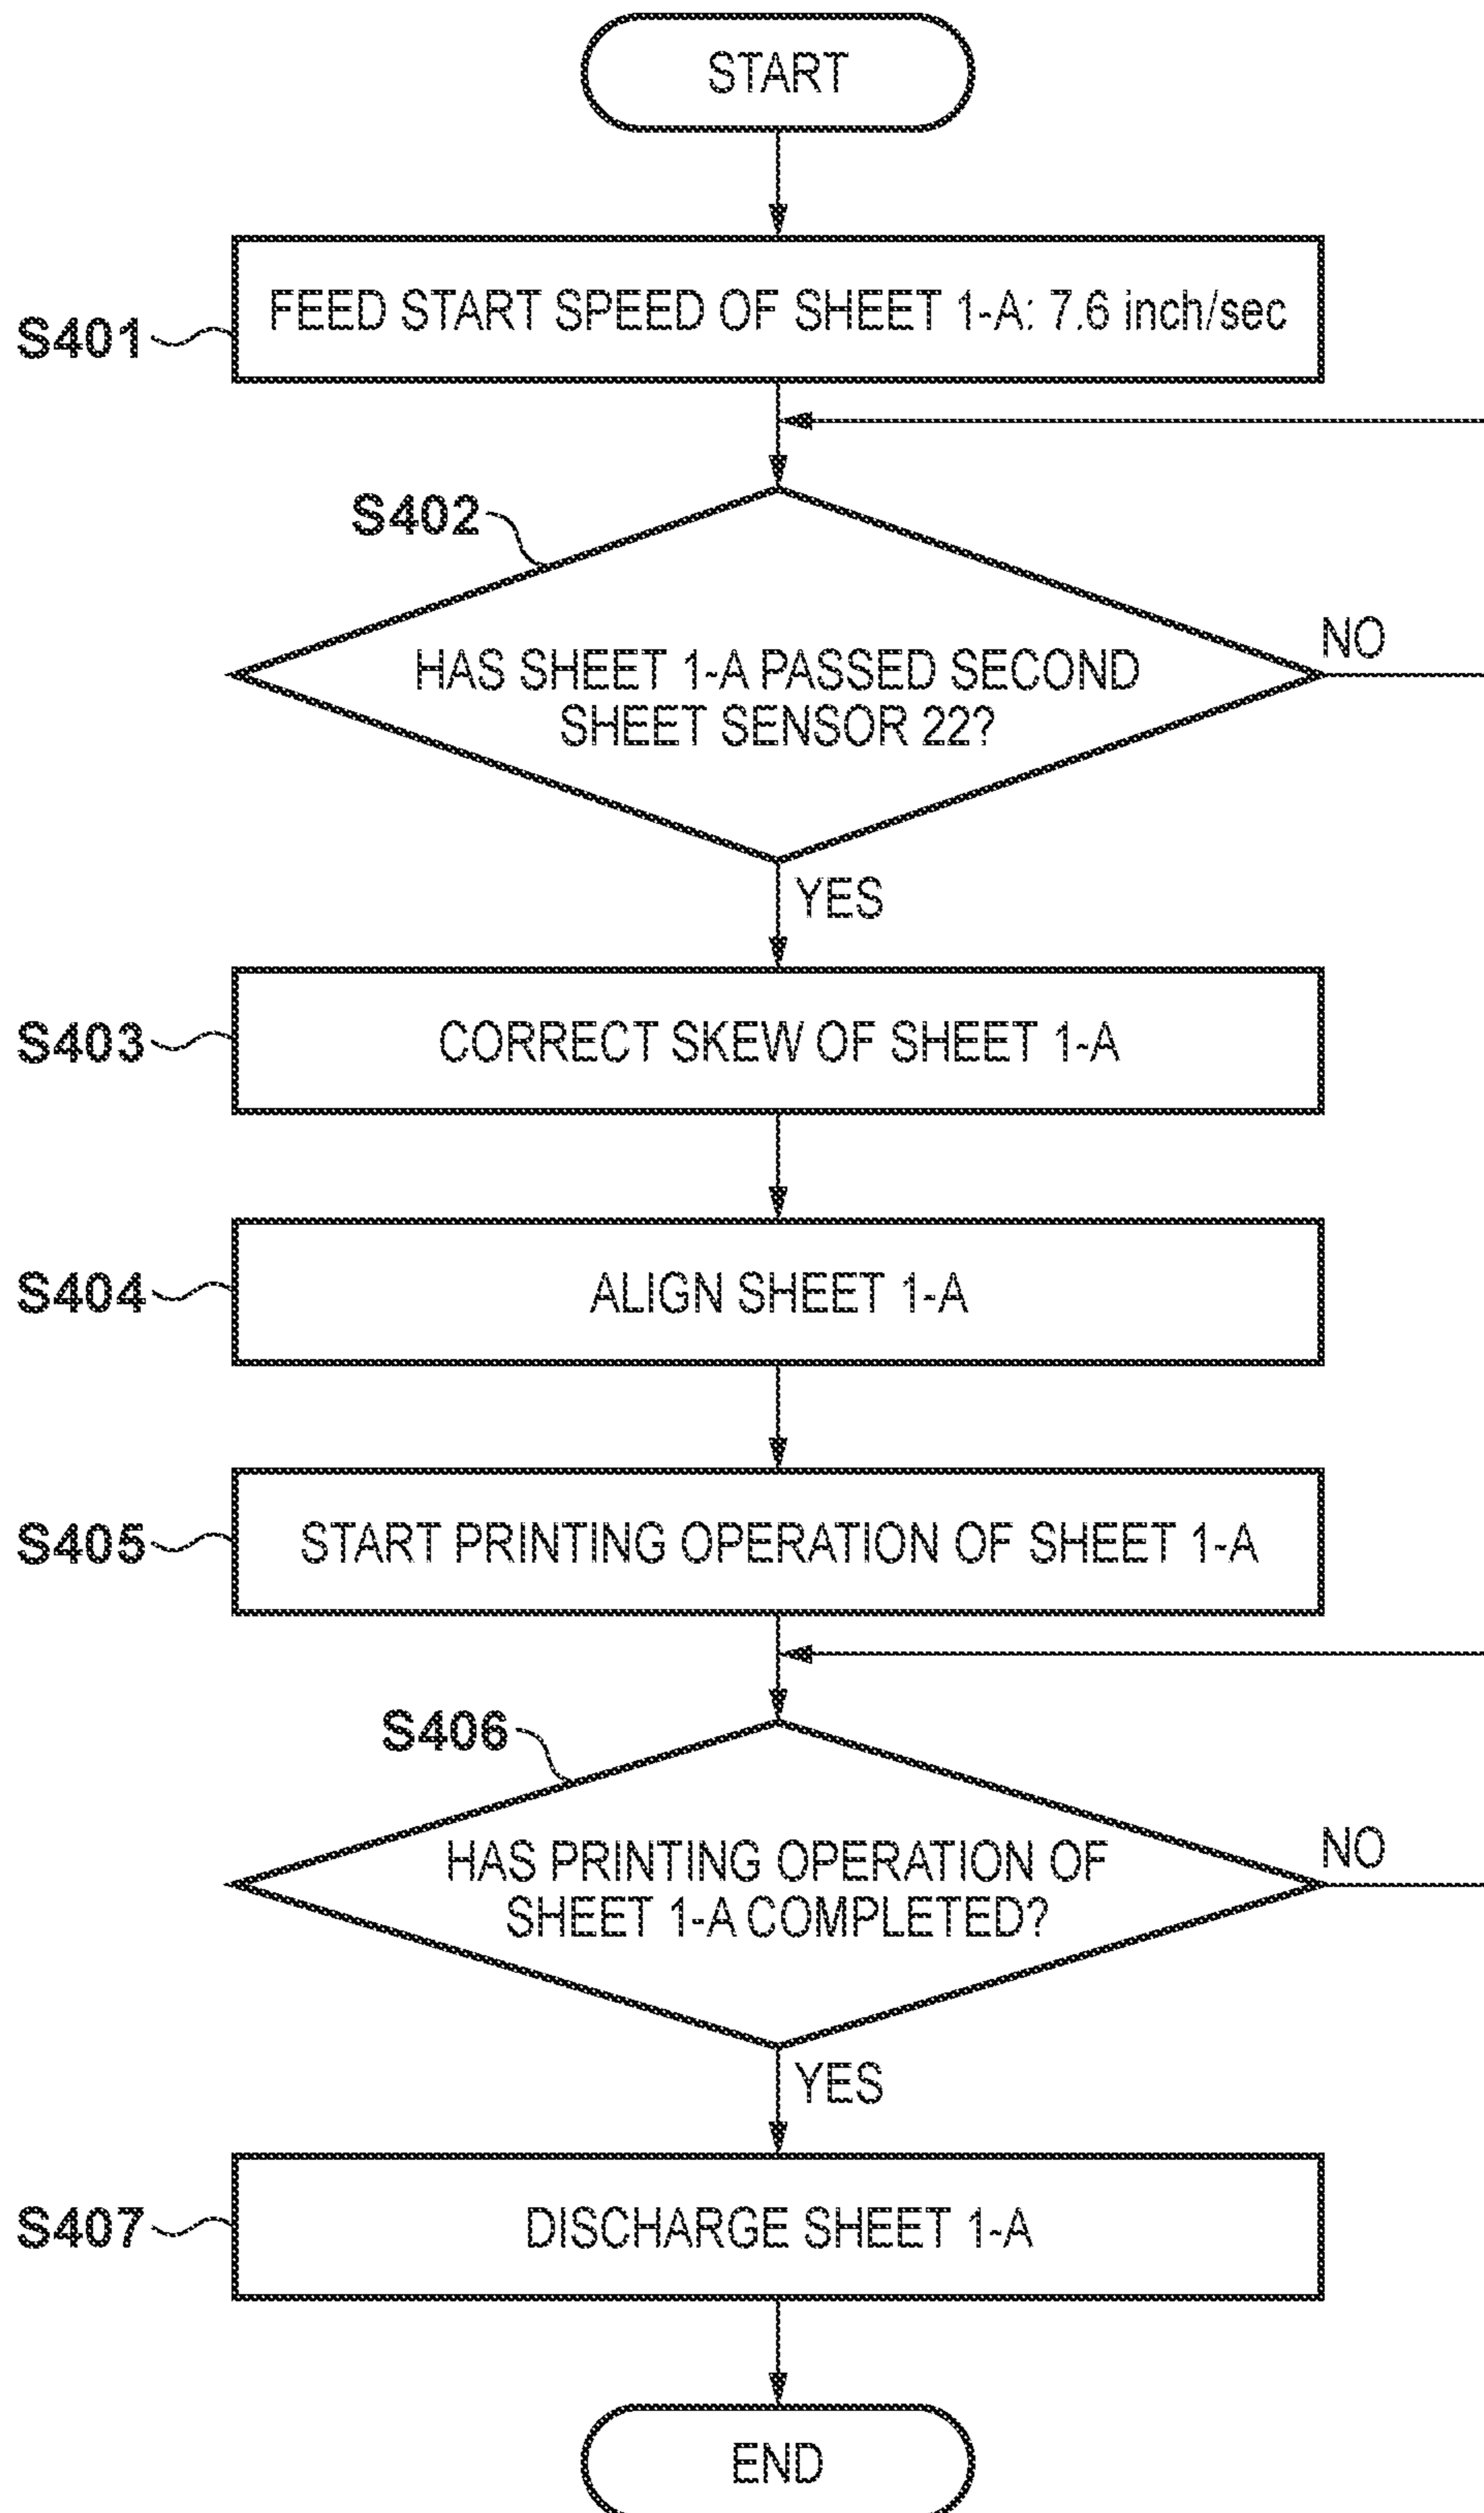 START
S401
FEED START SPEED OF SHEET 1-A: 7.6 inch/sec
S402
HAS SHEET 1-A PASSED SECOND
SHEET SENSOR 22?
NO
YES
S403
CORRECT SKEW OF SHEET 1-A
S404
ALIGN SHEET 1-A
S405
START PRINTING OPERATION OF SHEET 1-A
S406
HAS PRINTING OPERATION OF
SHEET 1-A COMPLETED?
NO
YES
S407
DISCHARGE SHEET 1-A
END